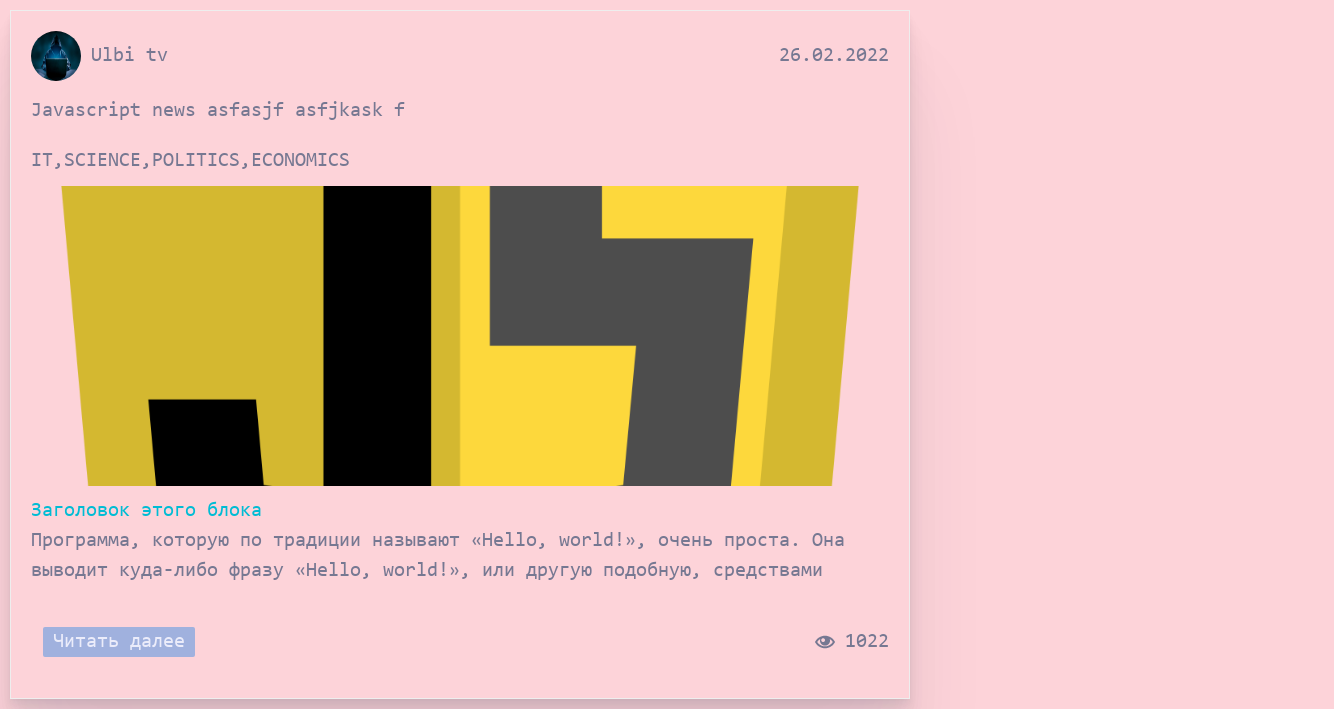 Ulbi tv
26.02.2022
Javascript news asfasjf asfjkask f
IT,SCIENCE,POLITICS,ECONOMICS
Заголовок этого блока
Программа, которую по традиции называют «Hello, world!», очень проста. Она
выводит куда-либо фразу «Hello, world!», или другую подобную, средствами
Читать далее
1022